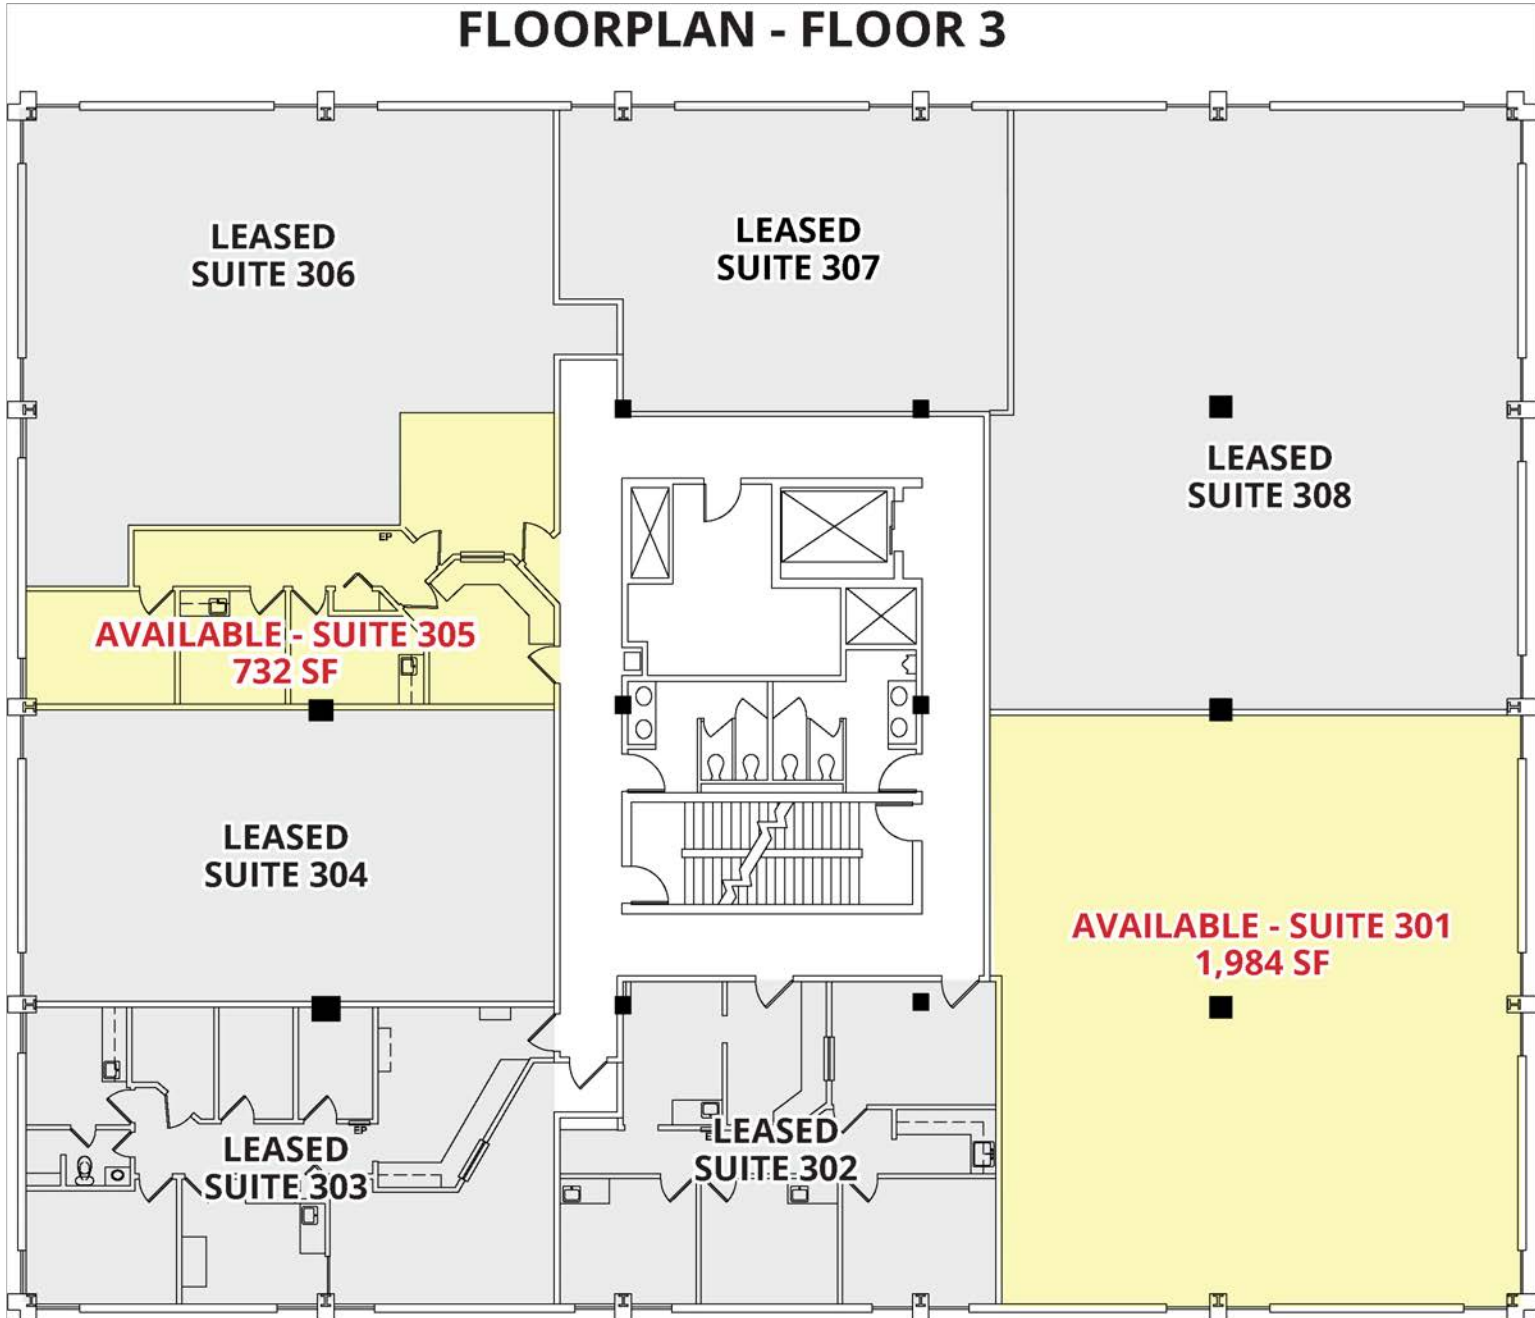 FLOORPLAN - FLOOR 3
LEASED
SUITE 306
LEASED
SUITE 307
LEASED
SUITE 308
EP
AVAILABLE - SUITE 305
732 SF
LEASED
SUITE 304
AVAILABLE - SUITE 301
1,984 SF
EP
LEASED
SUITE 303
LEASED
SUITE 302